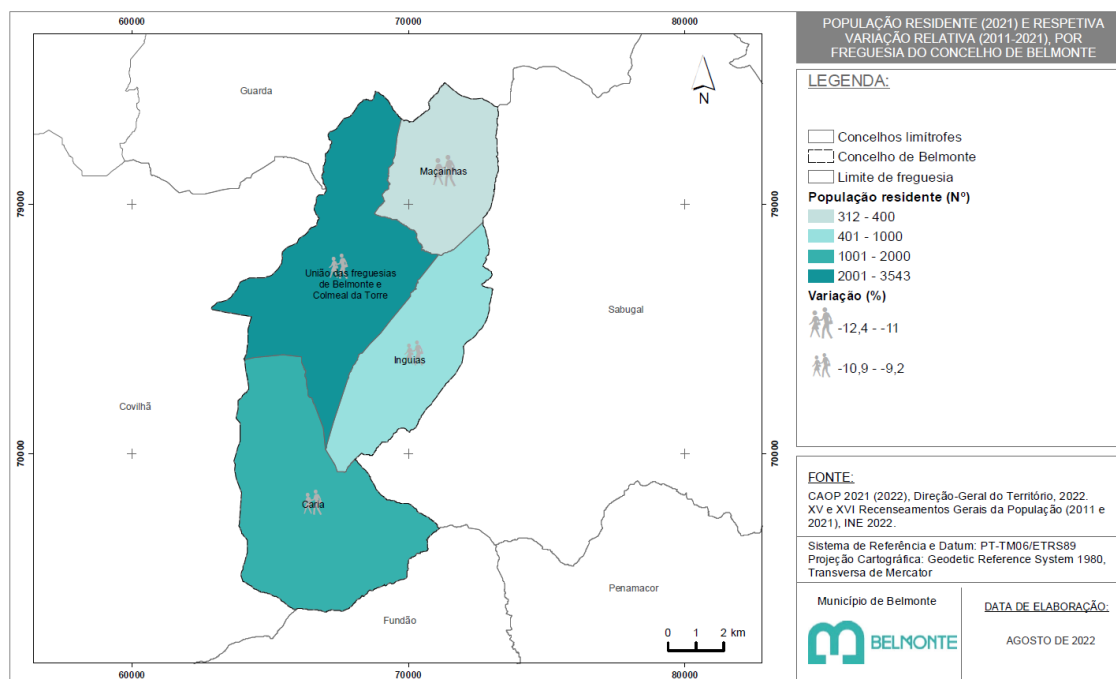 POPULAÇÃO RESIDENTE (2021) E RESPETIVA
VARIAÇÃO RELATIVA (2011-2021), POR
FREGUESIA DO CONCELHO DE BELMONTE
60000
70000
80000
79000
79000
70000
70000
60000
70000
80000
Guarda
N
Maçainhas
União das freguesias
de Belmonte e
Colmeal da Torre
Sabugal
Inguias
Covilhã
Caria
Penamacor
Fundão
0 1 2 km
LEGENDA:
Concelhos limítrofes
Concelho de Belmonte
Limite de freguesia
População residente (Nº)
312 - 400
401 - 1000
1001 - 2000
2001 - 3543
Variação (%)
-12,4 - -11
-10,9 - -9,2
FONTE:
CAOP 2021 (2022), Direção-Geral do Território, 2022.
XV e XVI Recenseamentos Gerais da População (2011 e
2021), INE 2022.
Sistema de Referência e Datum: PT-TM06/ETRS89
Projeção Cartográfica: Geodetic Reference System 1980,
Transversa de Mercator
Município de Belmonte
BELMONTE
DATA DE ELABORAÇÃO:
AGOSTO DE 2022